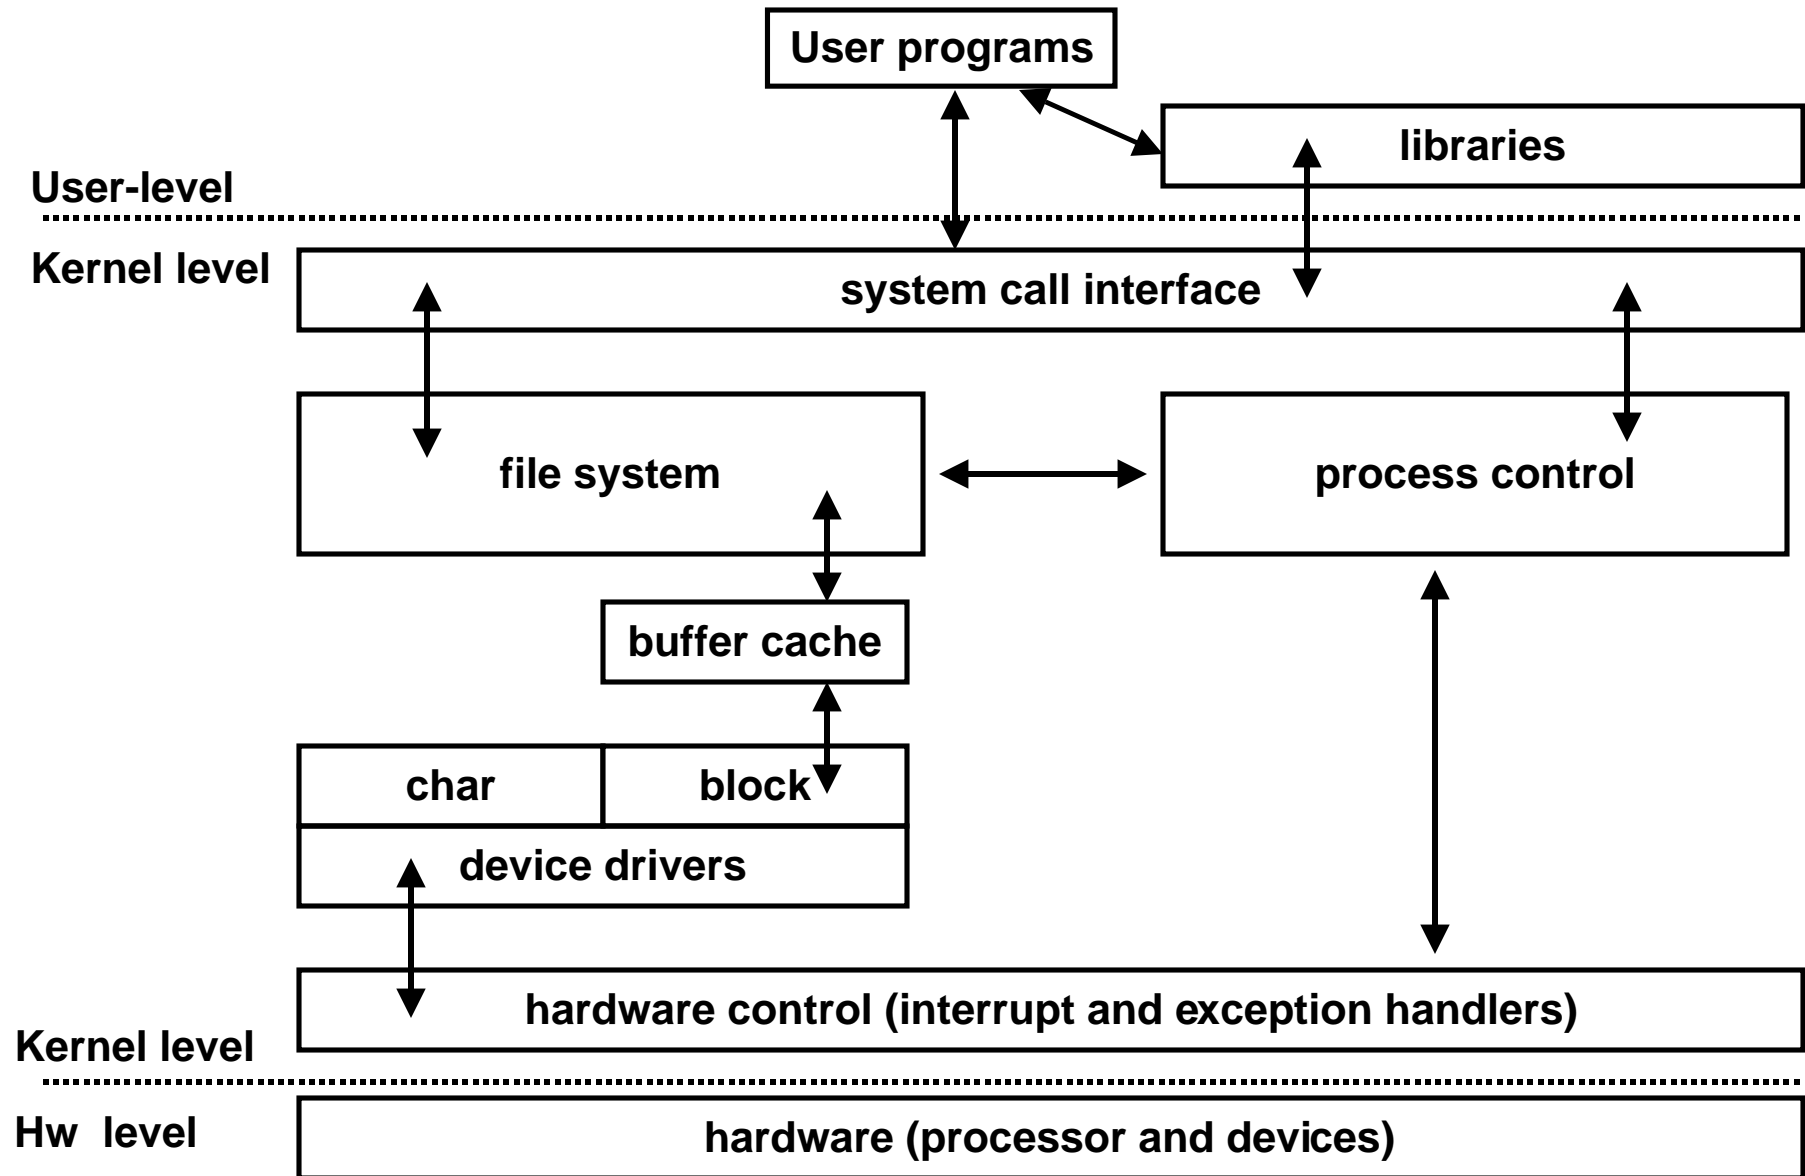 User programs
libraries
User-level
Kernel level
system call interface
file system
process control
buffer cache
char
block
device drivers
hardware control (interrupt and exception handlers)
Kernel level
Hw level
hardware (processor and devices)